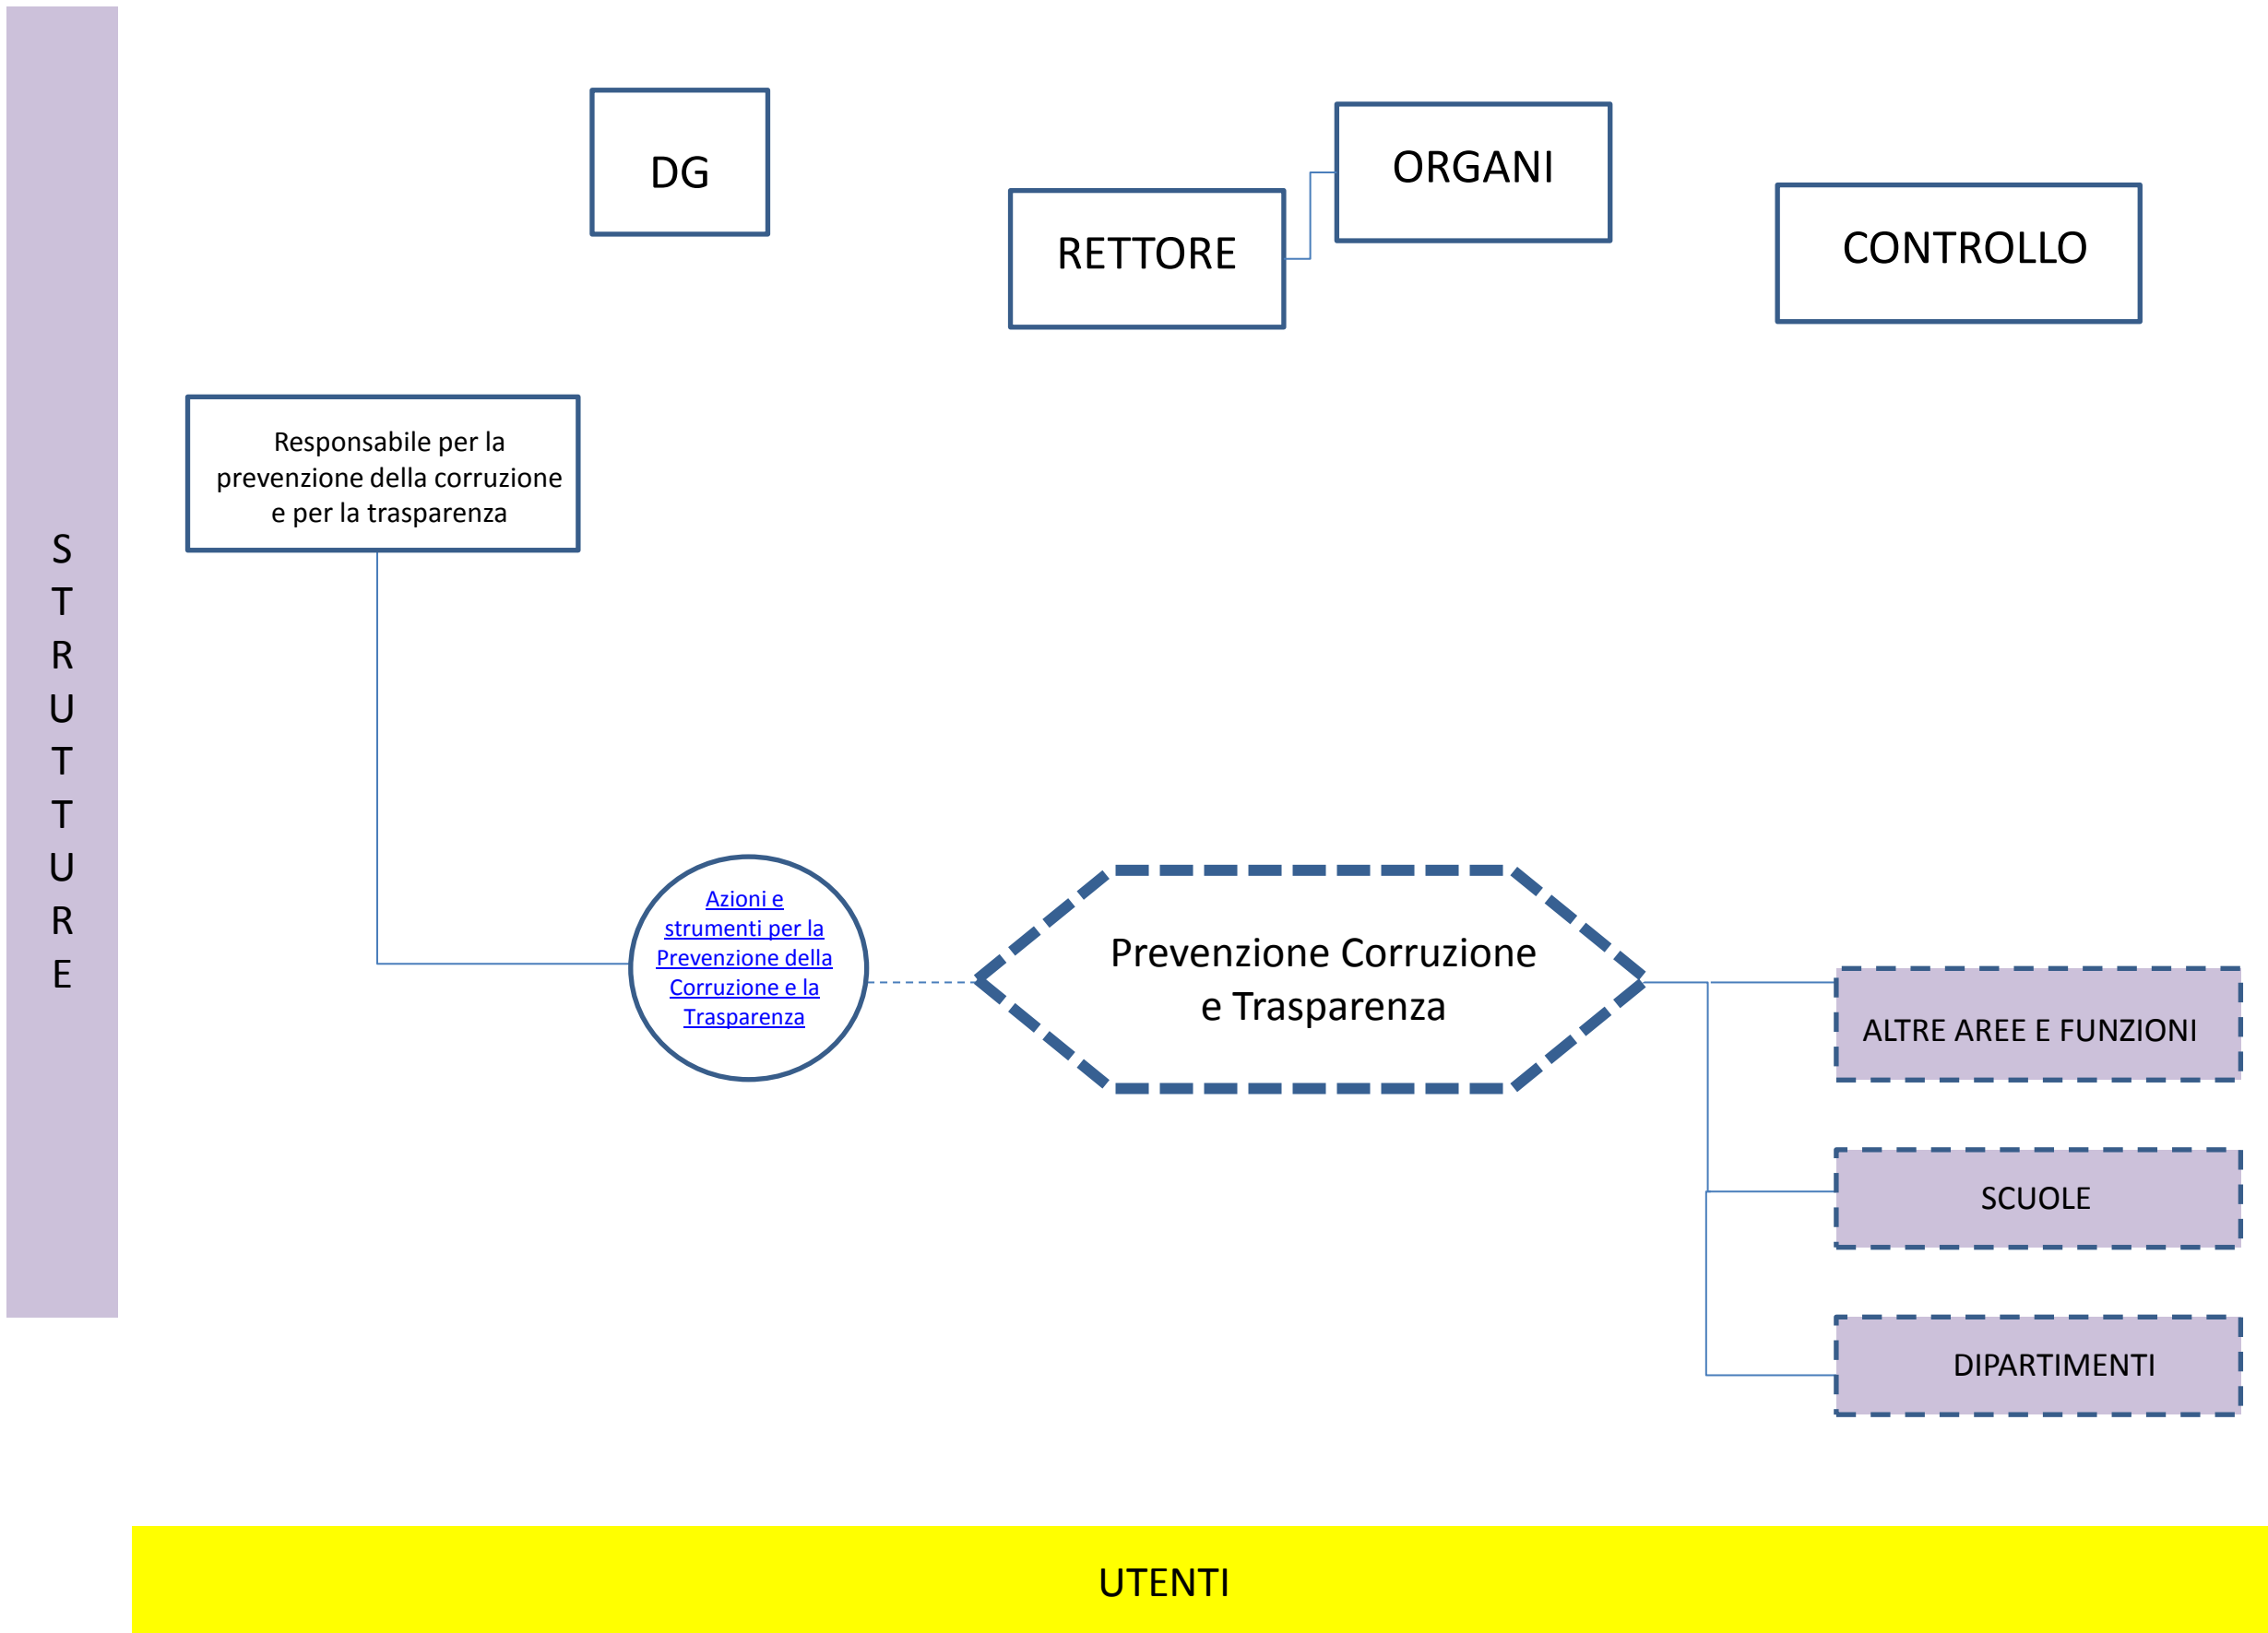 DG
ORGANI
RETTORE
CONTROLLO
Responsabile per la
prevenzione della corruzione
e per la trasparenza
S
T
R
U
T
T
U
R
E
Azioni e
strumenti per la
Prevenzione della
Corruzione e la
Trasparenza
Prevenzione Corruzione
e Trasparenza
ALTRE AREE E FUNZIONI
SCUOLE
DIPARTIMENTI
UTENTI